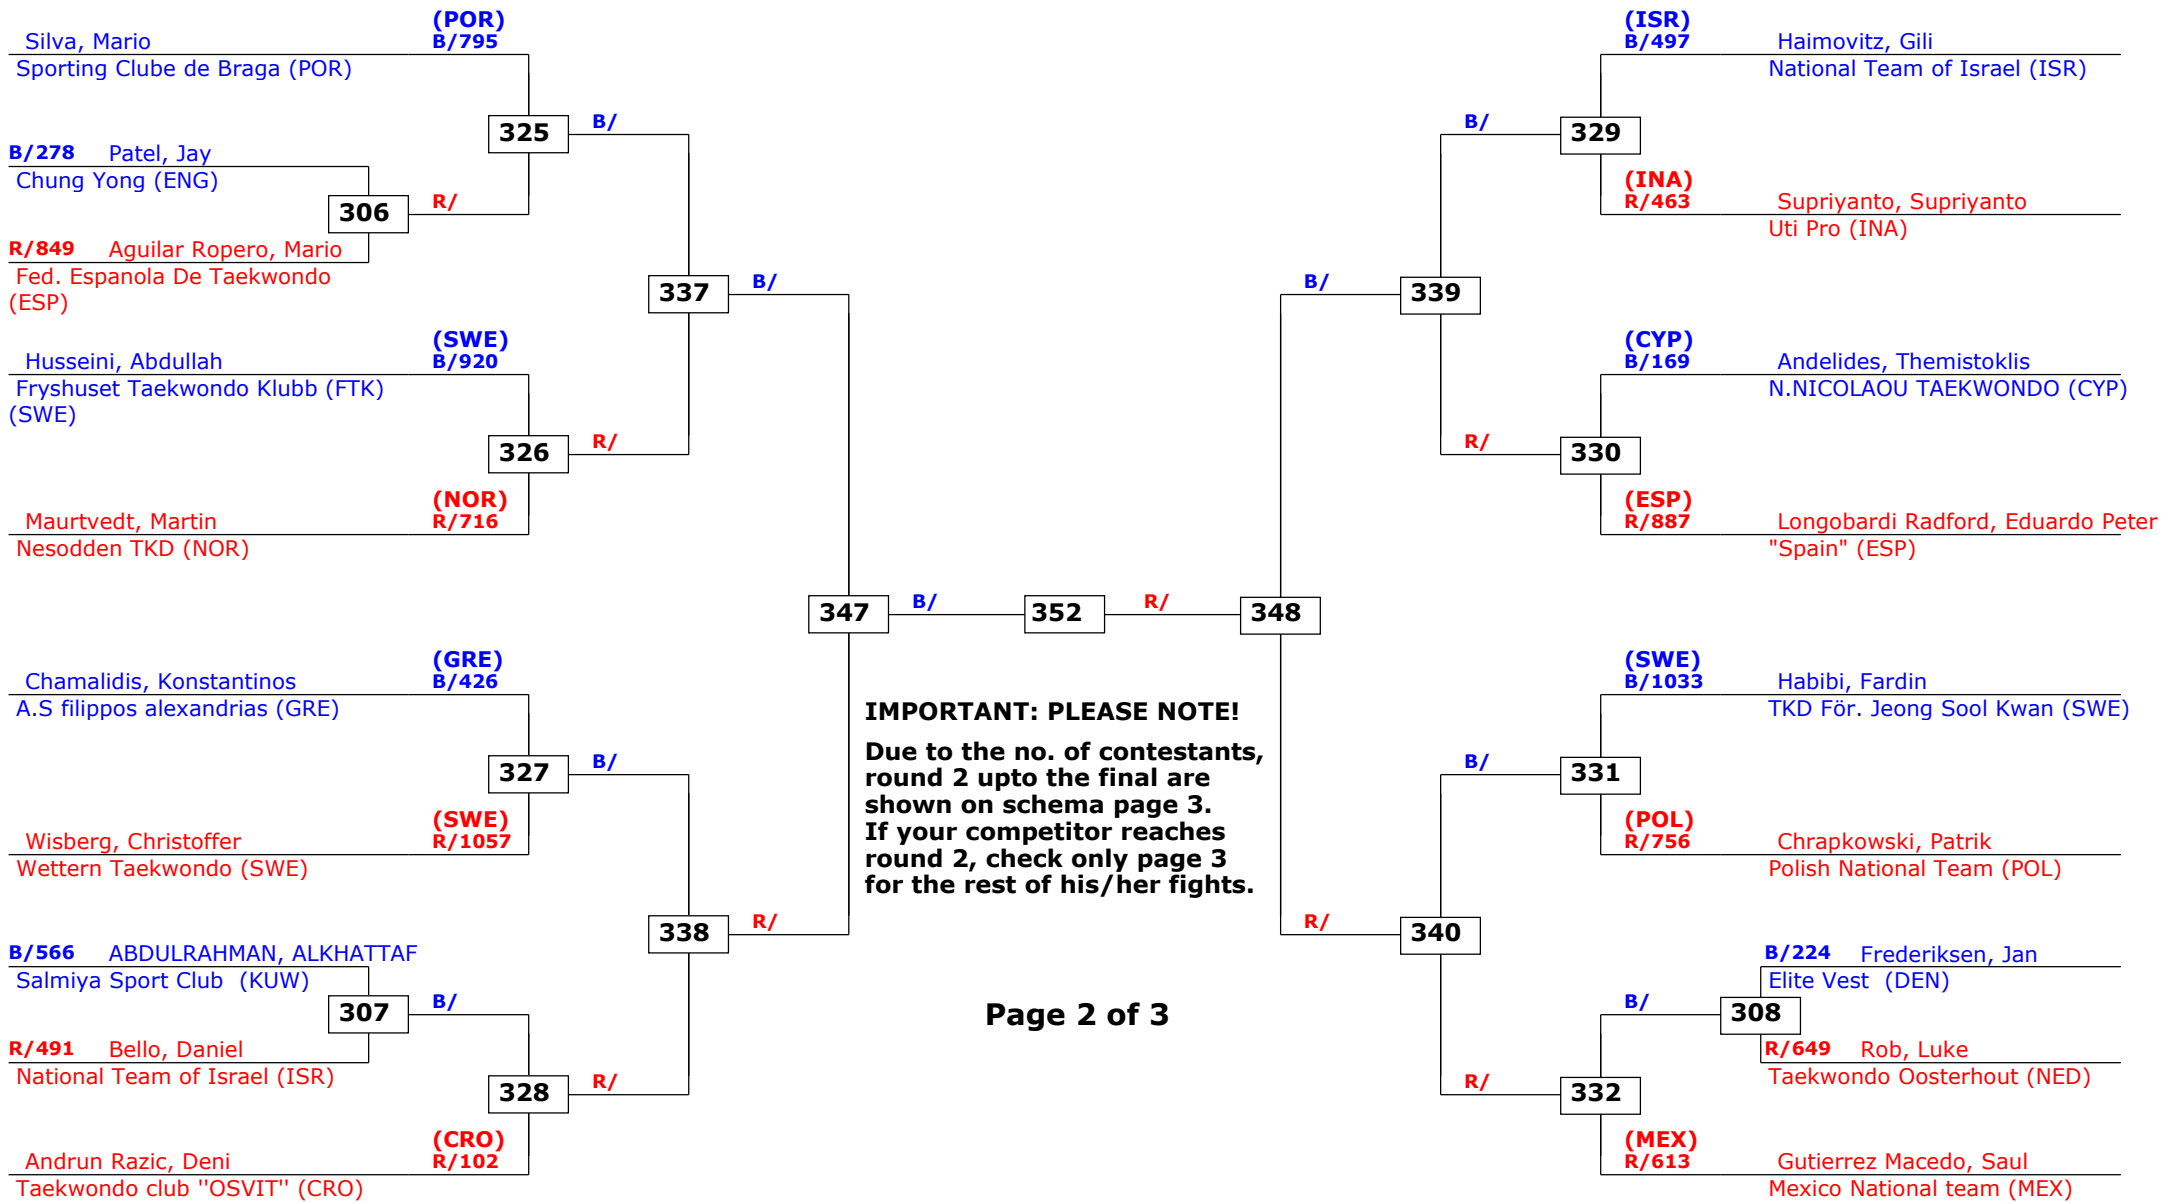 (POR)
Silva, Mario B/795
Sporting Clube de Braga (POR)
325
B/
B/278 Patel, Jay
Chung Yong (ENG)
306
R/
R/849 Aguilar Ropero, Mario
Fed. Espanola De Taekwondo
(ESP)
337
B/
(SWE)
Husseini, Abdullah B/920
Fryshuset Taekwondo Klubb (FTK)
(SWE)
326
R/
(NOR)
Maurtvedt, Martin R/716
Nesodden TKD (NOR)
347
B/
352
R/
348
(GRE)
Chamalidis, Konstantinos B/426
A.S filippos alexandrias (GRE)
327
B/
(SWE)
Wisberg, Christoffer R/1057
Wettern Taekwondo (SWE)
338
R/
B/566 ABDULRAHMAN, ALKHATTAF
Salmiya Sport Club (KUW)
307
B/
R/491 Bello, Daniel
National Team of Israel (ISR)
328
R/
(CRO)
Andrun Razic, Deni R/102
Taekwondo club "OSVIT" (CRO)
IMPORTANT: PLEASE NOTE!
Due to the no. of contestants,
round 2 upto the final are
shown on schema page 3.
If your competitor reaches
round 2, check only page 3
for the rest of his/her fights.
Page 2 of 3
(ISR)
B/497 Haimovitz, Gili
National Team of Israel (ISR)
B/
329
(INA)
R/463 Supriyanto, Supriyanto
Uti Pro (INA)
B/
339
(CYP)
B/169 Andelides, Themistoklis
N.NICOLAOU TAEKWONDO (CYP)
R/
330
(ESP)
R/887 Longobardi Radford, Eduardo Peter
"Spain" (ESP)
(SWE)
B/1033 Habibi, Fardin
TKD För. Jeong Sool Kwan (SWE)
B/
331
(POL)
R/756 Chrapkowski, Patrik
Polish National Team (POL)
R/
340
B/224 Frederiksen, Jan
Elite Vest (DEN)
B/
308
R/649 Rob, Luke
Taekwondo Oosterhout (NED)
R/
332
(MEX)
R/613 Gutierrez Macedo, Saul
Mexico National team (MEX)